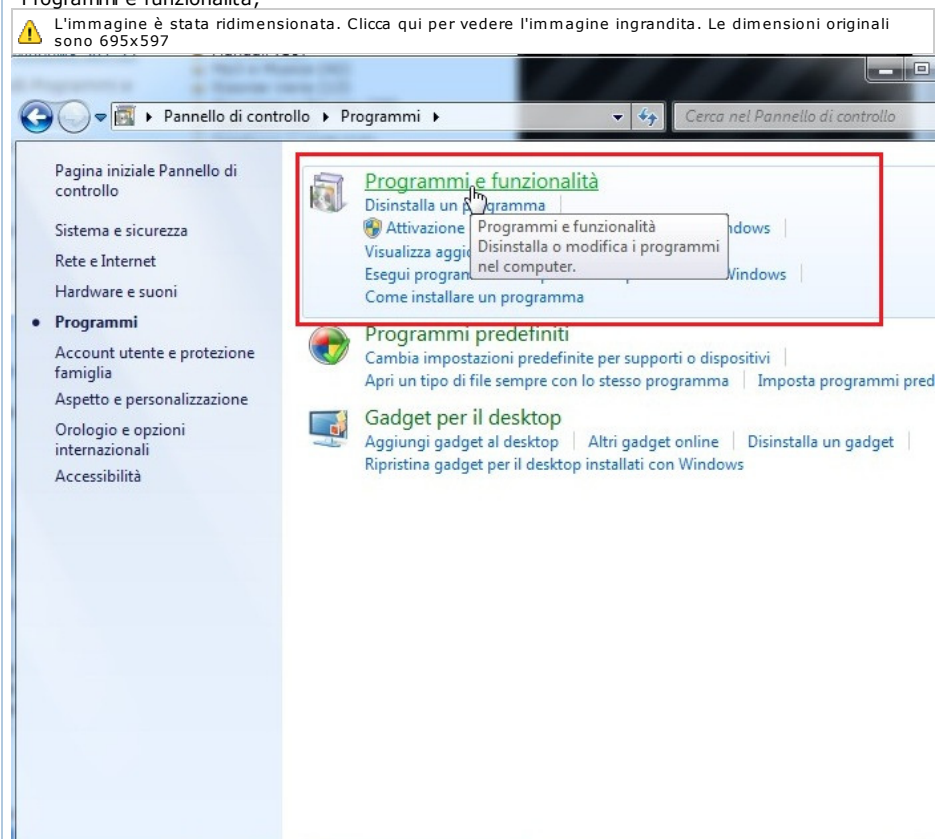 Programmi e funzionalità;
L'immagine è stata ridimensionata. Clicca qui per vedere l'immagine ingrandita. Le dimensioni originali
sono 695x597
Pannello di controllo Programmi
Cerca nel Pannello di controllo
Pagina iniziale Pannello di
controllo
Sistema e sicurezza
Rete e Internet
Hardware e suoni
Programmi
Account utente e protezione
famiglia
Aspetto e personalizzazione
Orologio e opzioni
internazionali
Accessibilità
Programmi e funzionalità
Disinstalla un programma
Attivazione
Visualizza
Esegui Windows
Come installare un programma
Programmi e funzionalità
Disinstalla o modifica i programmi
nel computer.
Programmi predefiniti
Cambia impostazioni predefinite per supporti o dispositivi
Apri un tipo di file sempre con lo stesso programma Imposta programmi
Gadget per il desktop
Aggiungi gadget al desktop Altri gadget online Disinstalla un gadget
Ripristina gadget per il desktop installati con Windows